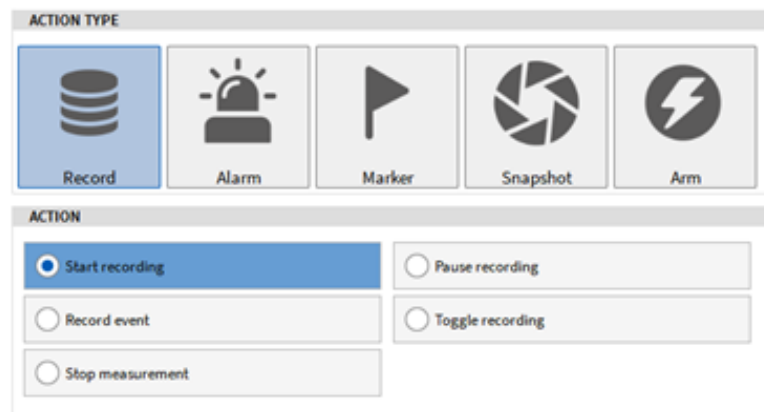 ACTION TYPE
Record Alarm Marker Snapshot Arm
ACTION
Start recording Pause recording
Record event Toggle recording
Stop measurement